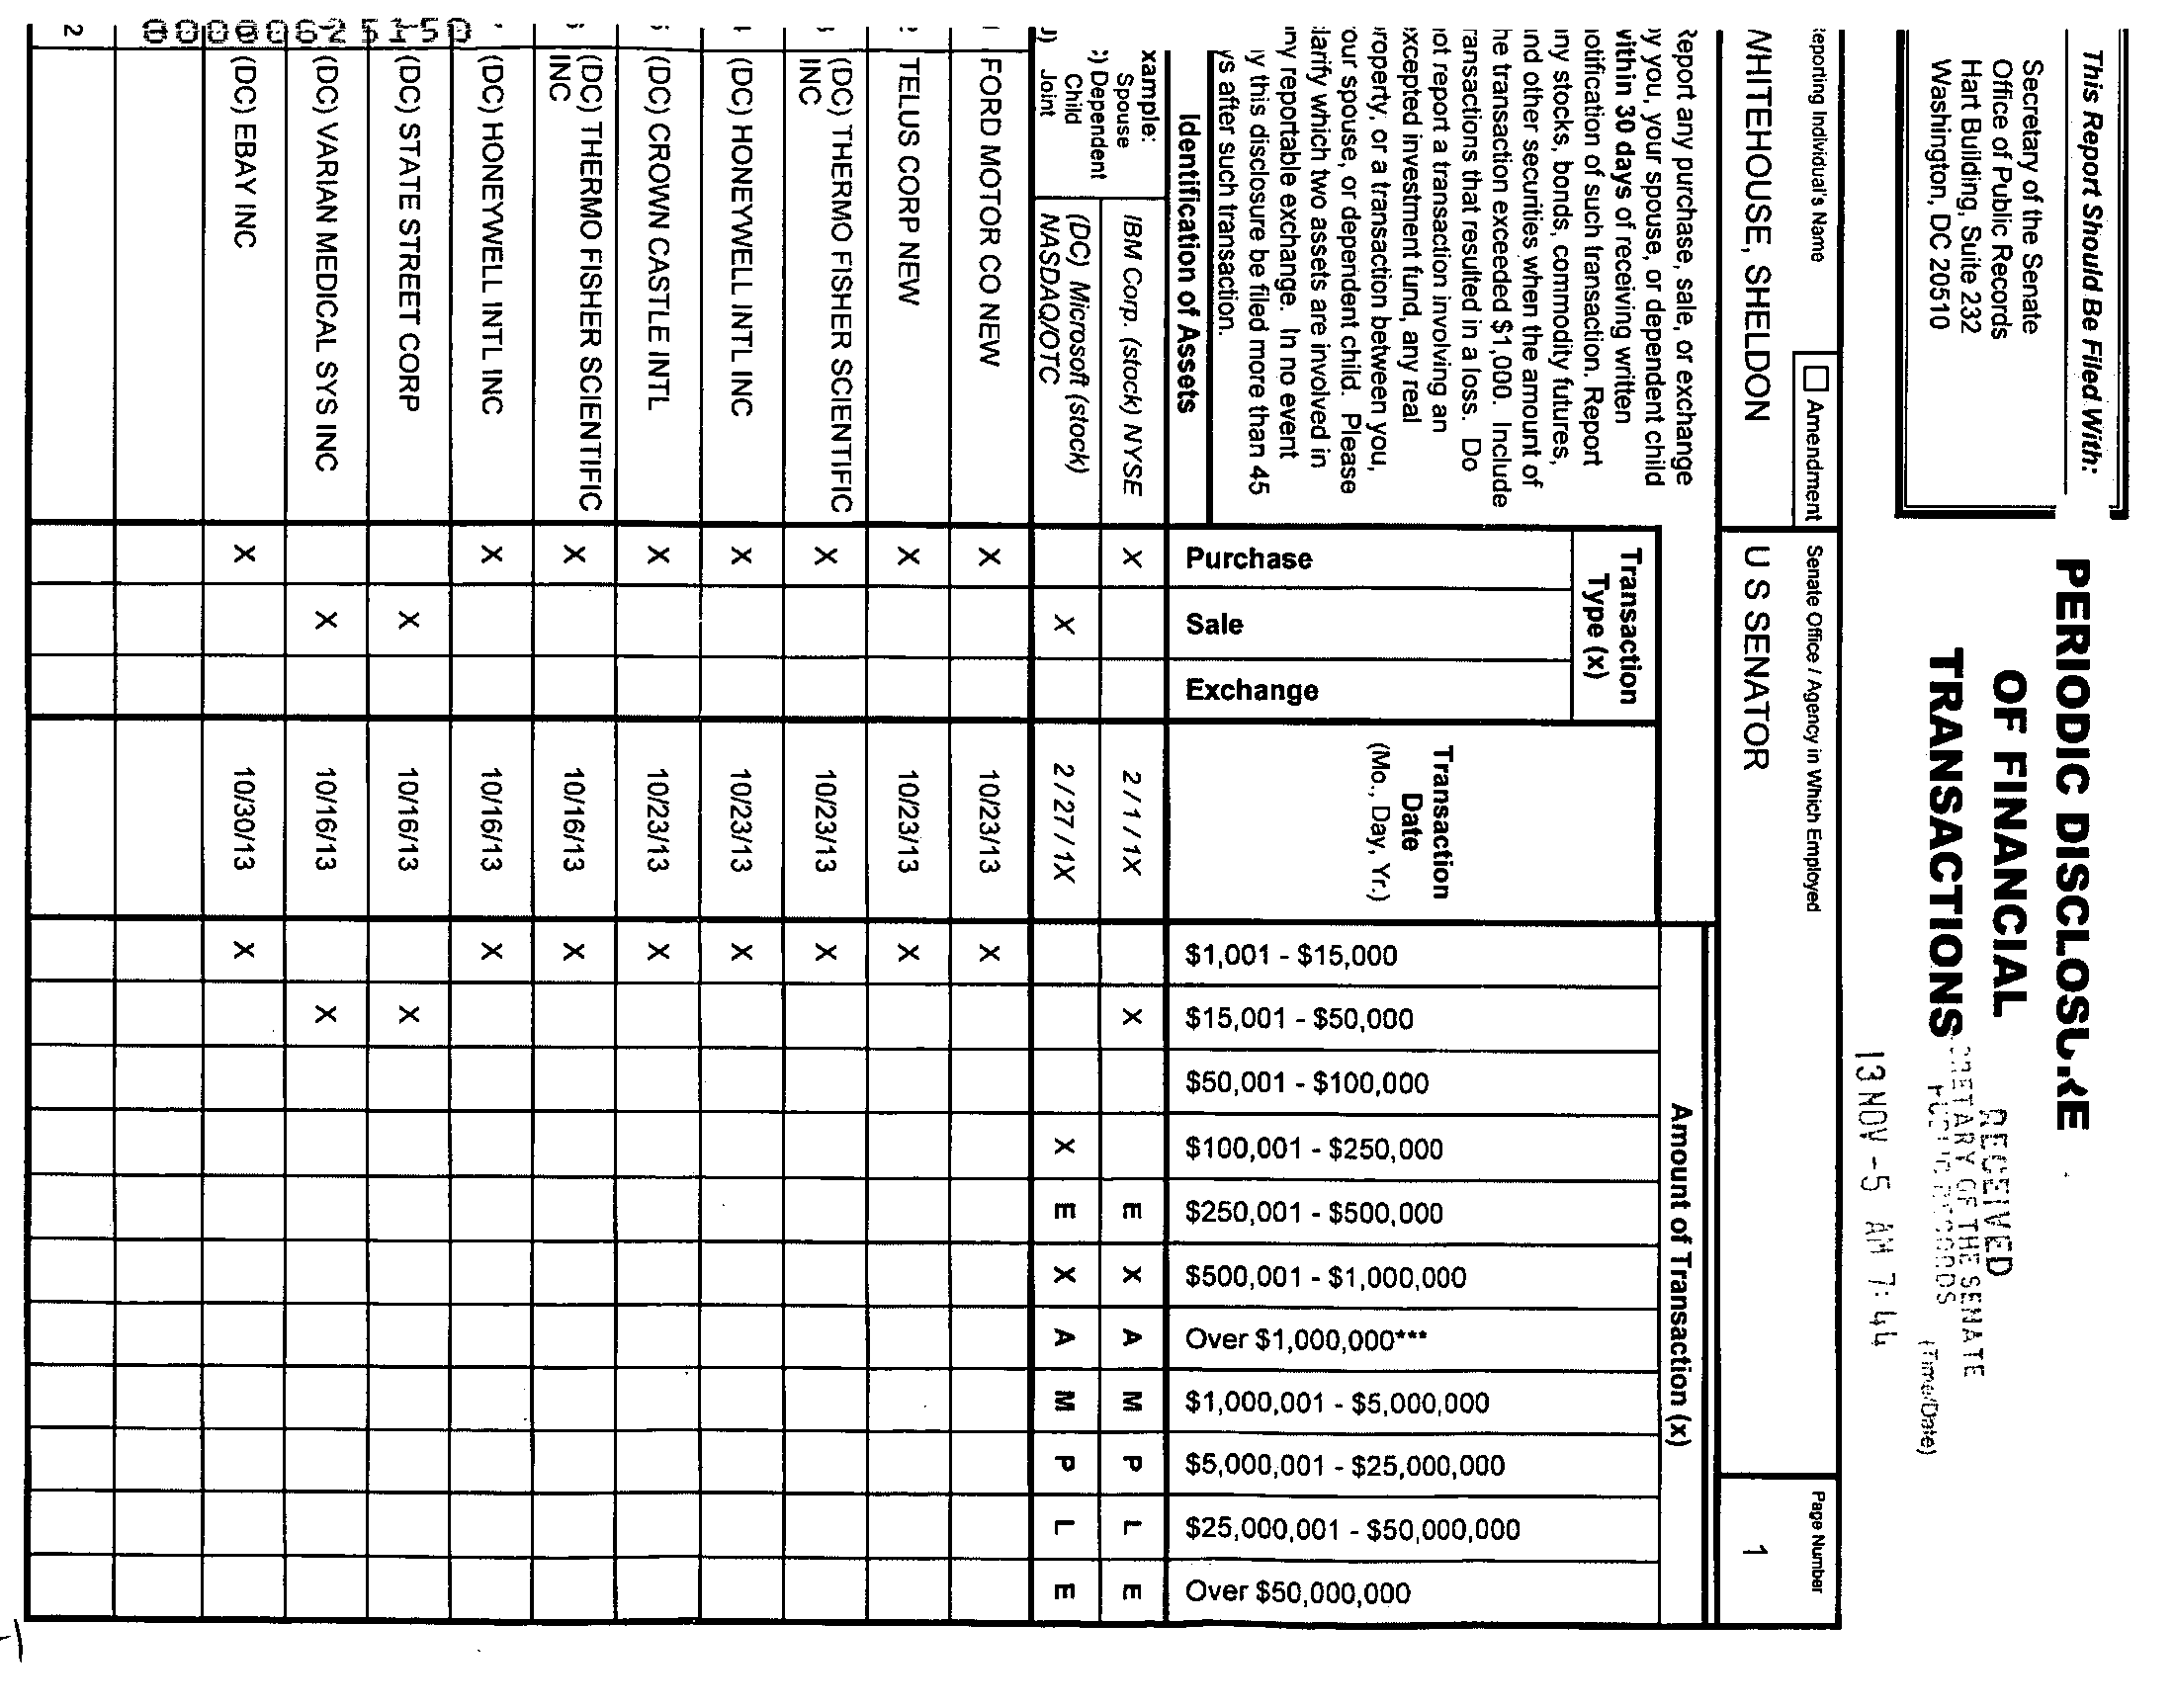 This Report Should Be Filed With:
Secretary of the Senate
Office of Public Records
Hart Building, Suite 232
Washington, DC 20510
PERIODIC DISCLOSURE
OF FINANCIAL
TRANSACTIONS
RECEIVED
SECRETARY OF THE SENATE
PUBLIC RECORDS
(Time/Date)
13 NOV -5 AM 7:44
Reporting Individual's Name
Amendment
Senate Office / Agency in Which Employed
Page Number
WHITEHOUSE, SHELDON
U S SENATOR
1
Report any purchase, sale, or exchange
by you, your spouse, or dependent child
within 30 days of receiving written
notification of such transaction. Report
any stocks, bonds, commodity futures,
and other securities when the amount of
the transaction exceeded $1,000. Include
transactions that resulted in a loss. Do
not report a transaction involving an
excepted investment fund, any real
property, or a transaction between you,
your spouse, or dependent child. Please
clarify which two assets are involved in
any reportable exchange. In no event
may this disclosure be filed more than 45
days after such transaction.
Identification of Assets
Transaction
Type (x)
Purchase
Sale
Exchange
Transaction
Date
(Mo., Day, Yr.)
Amount of Transaction (x)
$1,001 - $15,000
$15,001 - $50,000
$50,001 - $100,000
$100,001 - $250,000
$250,001 - $500,000
$500,001 - $1,000,000
Over $1,000,000***
$1,000,001 - $5,000,000
$5,000,001 - $25,000,000
$25,000,001 - $50,000,000
Over $50,000,000
xample:
Spouse
) Dependent
Child
J) Joint
IBM Corp. (stock) NYSE X 2 / 1 / 1X X E X A M P L E
(DC) Microsoft (stock)
NASDAQ/OTC X 2 / 27 / 1X X E X A M P L E
FORD MOTOR CO NEW X 10/23/13 X
TELUS CORP NEW X 10/23/13 X
(DC) THERMO FISHER SCIENTIFIC
INC X 10/23/13 X
(DC) HONEYWELL INTL INC X 10/23/13 X
(DC) CROWN CASTLE INTL X 10/23/13 X
(DC) THERMO FISHER SCIENTIFIC
INC X 10/16/13 X
(DC) HONEYWELL INTL INC X 10/16/13 X
(DC) STATE STREET CORP X 10/16/13 X
(DC) VARIAN MEDICAL SYS INC X 10/16/13 X
(DC) EBAY INC X 10/30/13 X
2